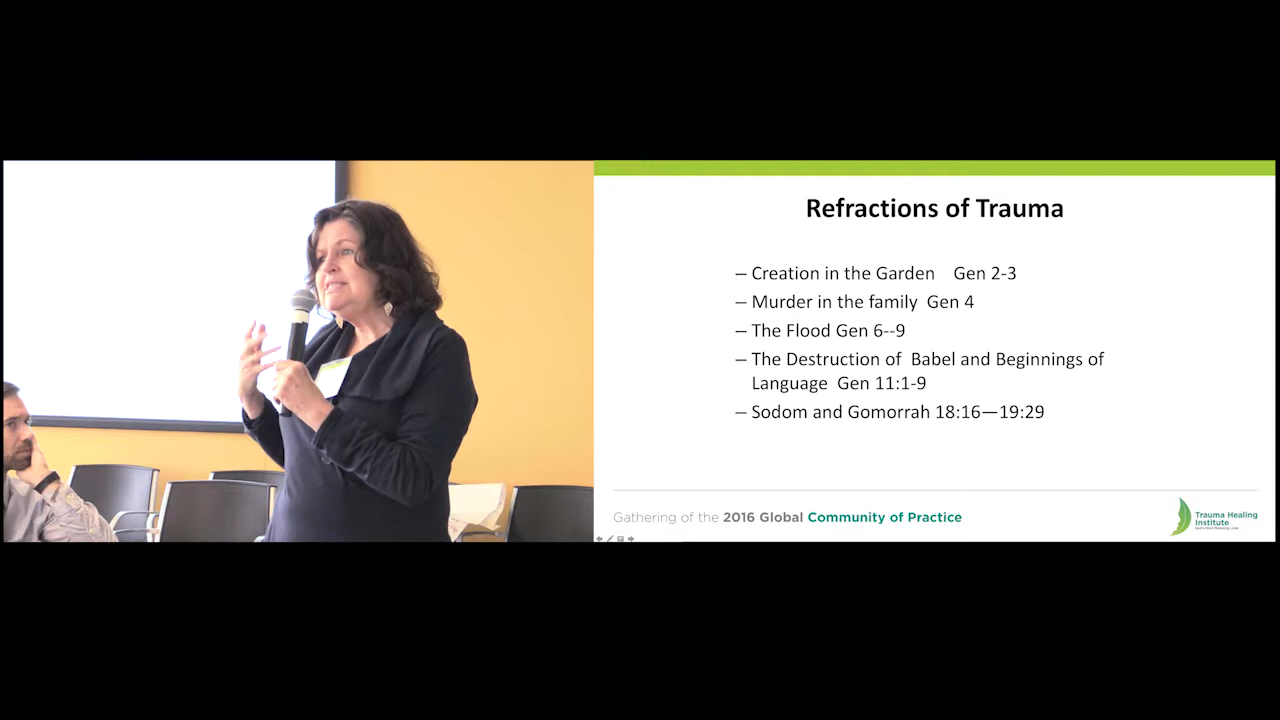 Refractions of Trauma
– Creation in the Garden    Gen 2-3
– Murder in the family  Gen 4
– The Flood Gen 6--9
– The Destruction of  Babel and Beginnings of
Language  Gen 11:1-9
– Sodom and Gomorrah 18:16—19:29
Gathering of the 2016 Global Community of Practice
Trauma Healing
Institute